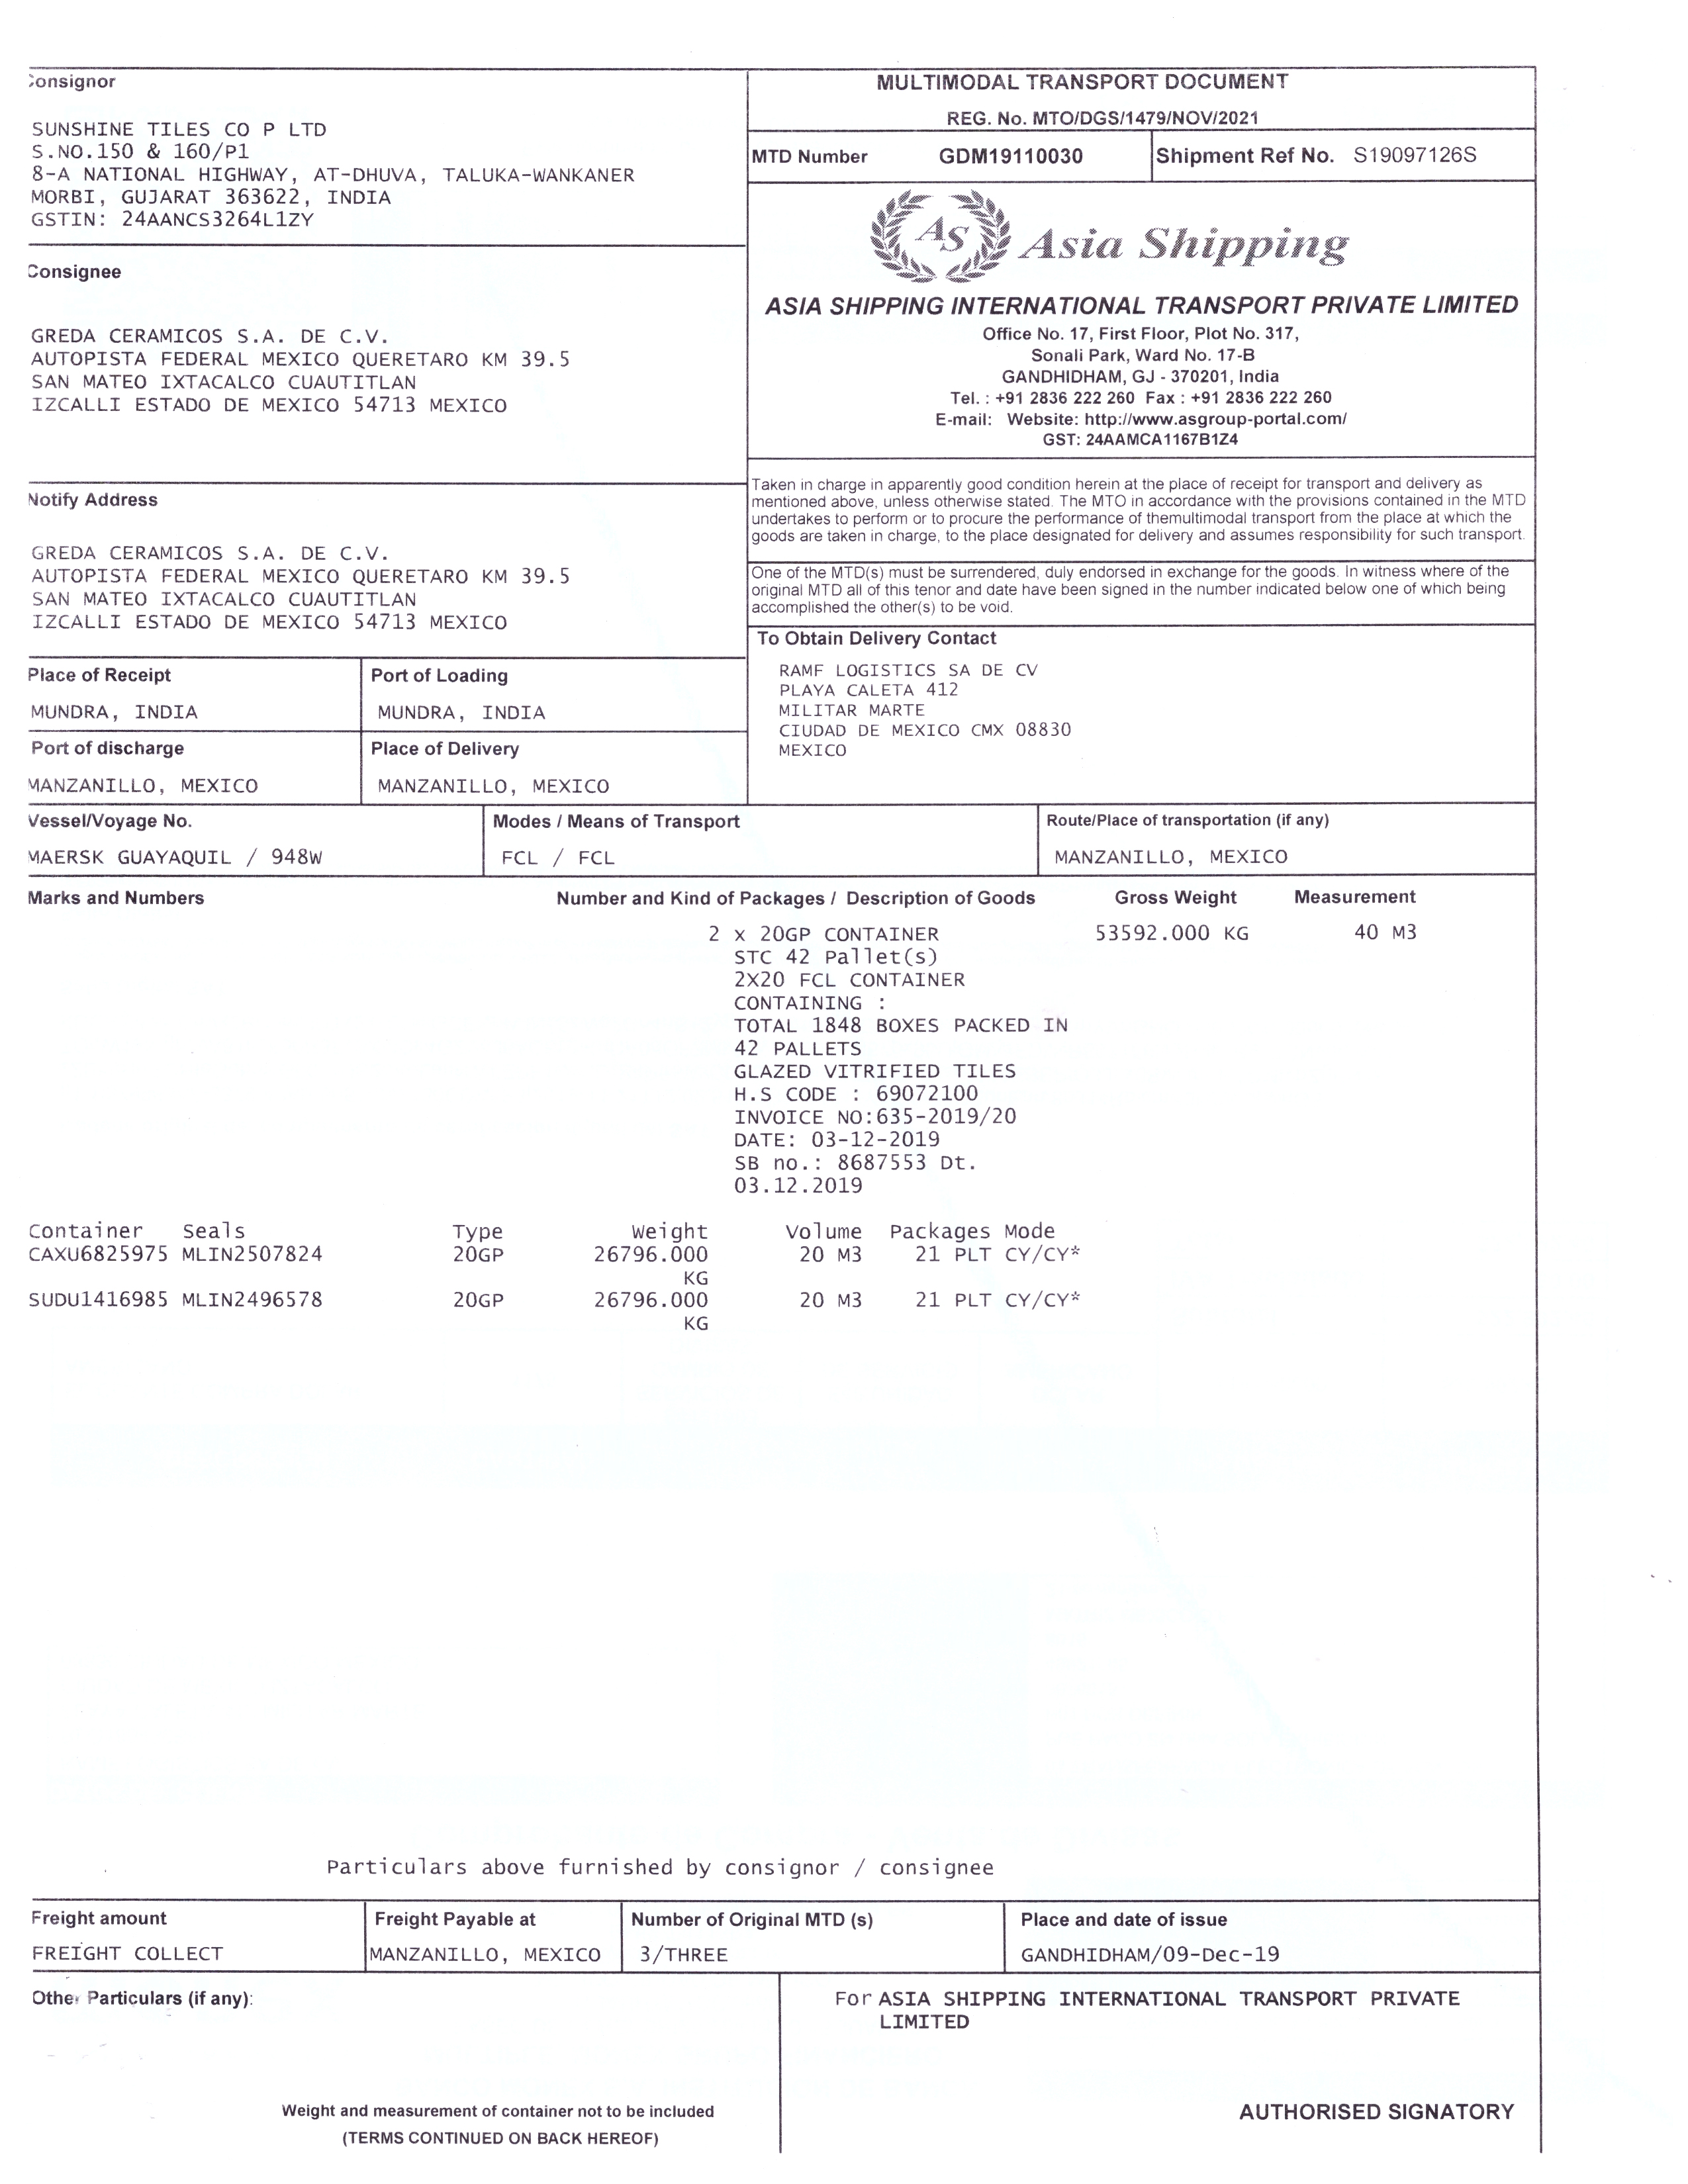 Consignor
SUNSHINE TILES CO P LTD
S.NO.150 & 160/P1
8-A NATIONAL HIGHWAY, AT-DHUVA, TALUKA-WANKANER
MORBI, GUJARAT 363622, INDIA
GSTIN: 24AANCS3264L1ZY
Consignee
GREDA CERAMICOS S.A. DE C.V.
AUTOPISTA FEDERAL MEXICO QUERETARO KM 39.5
SAN MATEO IXTACALCO CUAUTITLAN
IZCALLI ESTADO DE MEXICO 54713 MEXICO
Notify Address
GREDA CERAMICOS S.A. DE C.V.
AUTOPISTA FEDERAL MEXICO QUERETARO KM 39.5
SAN MATEO IXTACALCO CUAUTITLAN
IZCALLI ESTADO DE MEXICO 54713 MEXICO
MULTIMODAL TRANSPORT DOCUMENT
REG. No. MTO/DGS/1479/NOV/2021
MTD Number GDM19110030 Shipment Ref No. S19097126S
AS Asia Shipping
ASIA SHIPPING INTERNATIONAL TRANSPORT PRIVATE LIMITED
Office No. 17, First Floor, Plot No. 317,
Sonali Park, Ward No. 17-B
GANDHIDHAM, GJ - 370201, India
Tel. : +91 2836 222 260 Fax : +91 2836 222 260
E-mail: Website: http://www.asgroup-portal.com/
GST: 24AAMCA1167B1Z4
Taken in charge in apparently good condition herein at the place of receipt for transport and delivery as
mentioned above, unless otherwise stated. The MTO in accordance with the provisions contained in the MTD
undertakes to perform or to procure the performance of themultimodal transport from the place at which the
goods are taken in charge, to the place designated for delivery and assumes responsibility for such transport.
One of the MTD(s) must be surrendered, duly endorsed in exchange for the goods. In witness where of the
original MTD all of this tenor and date have been signed in the number indicated below one of which being
accomplished the other(s) to be void.
To Obtain Delivery Contact
RAMF LOGISTICS SA DE CV
PLAYA CALETA 412
MILITAR MARTE
CIUDAD DE MEXICO CMX 08830
MEXICO
Place of Receipt Port of Loading
MUNDRA, INDIA MUNDRA, INDIA
Port of discharge Place of Delivery
MANZANILLO, MEXICO MANZANILLO, MEXICO
Vessel/Voyage No. Modes / Means of Transport Route/Place of transportation (if any)
MAERSK GUAYAQUIL / 948W FCL / FCL MANZANILLO, MEXICO
Marks and Numbers Number and Kind of Packages / Description of Goods Gross Weight Measurement
2 x 20GP CONTAINER 53592.000 KG 40 M3
STC 42 Pallet(s)
2X20 FCL CONTAINER
CONTAINING :
TOTAL 1848 BOXES PACKED IN
42 PALLETS
GLAZED VITRIFIED TILES
H.S CODE : 69072100
INVOICE NO:635-2019/20
DATE: 03-12-2019
SB no.: 8687553 Dt.
03.12.2019
Container Seals Type Weight Volume Packages Mode
CAXU6825975 MLIN2507824 20GP 26796.000 20 M3 21 PLT CY/CY*
KG
SUDU1416985 MLIN2496578 20GP 26796.000 20 M3 21 PLT CY/CY*
KG
Particulars above furnished by consignor / consignee
Freight amount Freight Payable at Number of Original MTD (s) Place and date of issue
FREIGHT COLLECT MANZANILLO, MEXICO 3/THREE GANDHIDHAM/09-Dec-19
Other Particulars (if any):
For ASIA SHIPPING INTERNATIONAL TRANSPORT PRIVATE
LIMITED
Weight and measurement of container not to be included
(TERMS CONTINUED ON BACK HEREOF)
AUTHORISED SIGNATORY